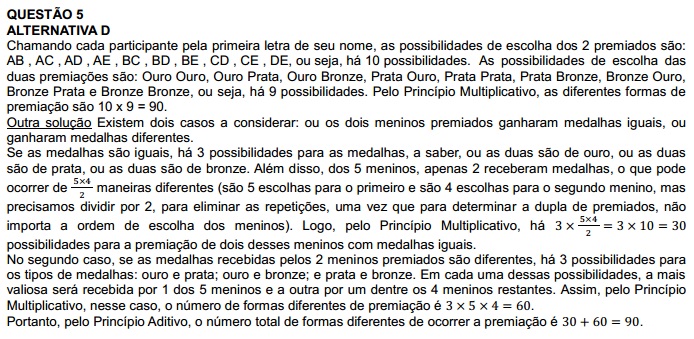 QUESTÃO 5
ALTERNATIVA D
Chamando cada participante pela primeira letra de seu nome, as possibilidades de escolha dos 2 premiados são:
AB , AC , AD , AE , BC , BD , BE , CD , CE , DE, ou seja, há 10 possibilidades. As possibilidades de escolha das
duas premiações são: Ouro Ouro, Ouro Prata, Ouro Bronze, Prata Ouro, Prata Prata, Prata Bronze, Bronze Ouro,
Bronze Prata e Bronze Bronze, ou seja, há 9 possibilidades. Pelo Princípio Multiplicativo, as diferentes formas de
premiação são 10 x 9 = 90.
Outra solução Existem dois casos a considerar: ou os dois meninos premiados ganharam medalhas iguais, ou
ganharam medalhas diferentes.
Se as medalhas são iguais, há 3 possibilidades para as medalhas, a saber, ou as duas são de ouro, ou as duas
são de prata, ou as duas são de bronze. Além disso, dos 5 meninos, apenas 2 receberam medalhas, o que pode
ocorrer de 5×4/2 maneiras diferentes (são 5 escolhas para o primeiro e são 4 escolhas para o segundo menino, mas
precisamos dividir por 2, para eliminar as repetições, uma vez que para determinar a dupla de premiados, não
importa a ordem de escolha dos meninos). Logo, pelo Princípio Multiplicativo, há 3 × 5×4/2 = 3 × 10 = 30
possibilidades para a premiação de dois desses meninos com medalhas iguais.
No segundo caso, se as medalhas recebidas pelos 2 meninos premiados são diferentes, há 3 possibilidades para
os tipos de medalhas: ouro e prata; ouro e bronze; e prata e bronze. Em cada uma dessas possibilidades, a mais
valiosa será recebida por 1 dos 5 meninos e a outra por um dentre os 4 meninos restantes. Assim, pelo Princípio
Multiplicativo, nesse caso, o número de formas diferentes de premiação é 3 × 5 × 4 = 60.
Portanto, pelo Princípio Aditivo, o número total de formas diferentes de ocorrer a premiação é 30 + 60 = 90.